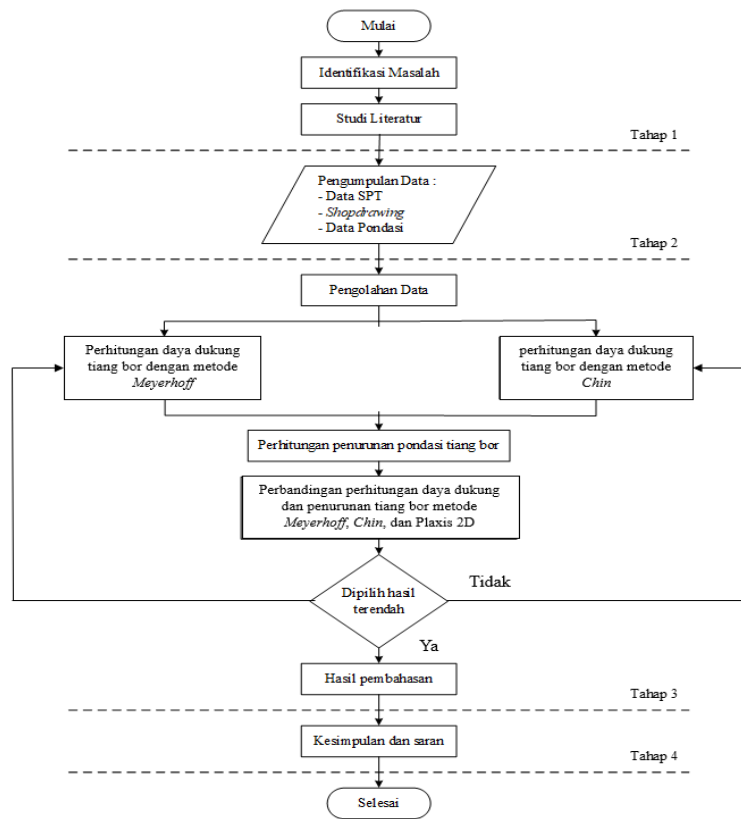 Mulai
Identifikasi Masalah
Studi Literatur
Tahap 1
Pengumpulan Data :
- Data SPT
- Shopdrawing
- Data Pondasi
Tahap 2
Pengolahan Data
Perhitungan daya dukung
tiang bor dengan metode
Meyerhoff
perhitungan daya dukung
tiang bor dengan metode
Chin
Perhitungan penurunan pondasi tiang bor
Perbandingan perhitungan daya dukung
dan penurunan tiang bor metode
Meyerhoff, Chin, dan Plaxis 2D
Dipilih hasil
terendah
Tidak
Ya
Hasil pembahasan
Tahap 3
Kesimpulan dan saran
Tahap 4
Selesai